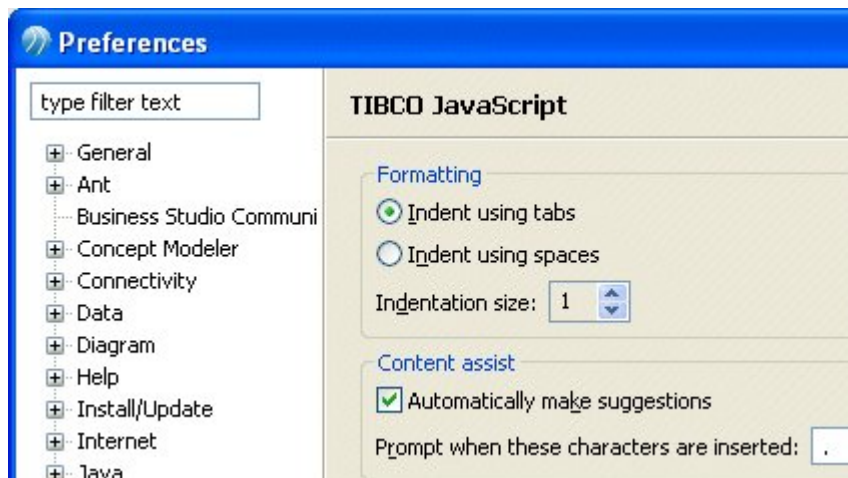 Preferences
type filter text
General
Ant
Business Studio Communi
Concept Modeler
Connectivity
Data
Diagram
Help
Install/Update
Internet
Java
TIBCO JavaScript
Formatting
Indent using tabs
Indent using spaces
Indentation size: 1
Content assist
Automatically make suggestions
Prompt when these characters are inserted: .